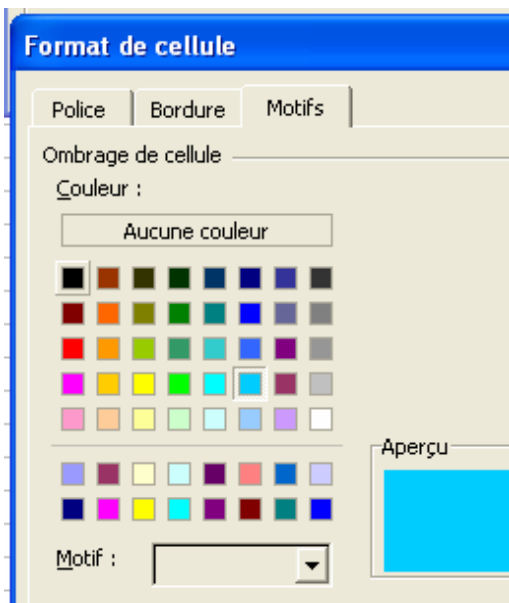 Format de cellule
Police Bordure Motifs
Ombrage de cellule
Couleur :
Aucune couleur
Aperçu
Motif :